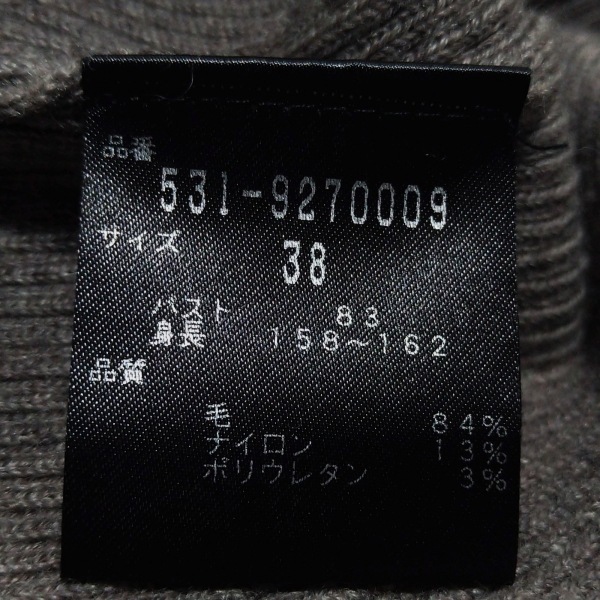 品番
531-9270009
サイズ 38
バスト 83
身長 158～162
品質
毛 84%
ナイロン 13%
ポリウレタン 3%